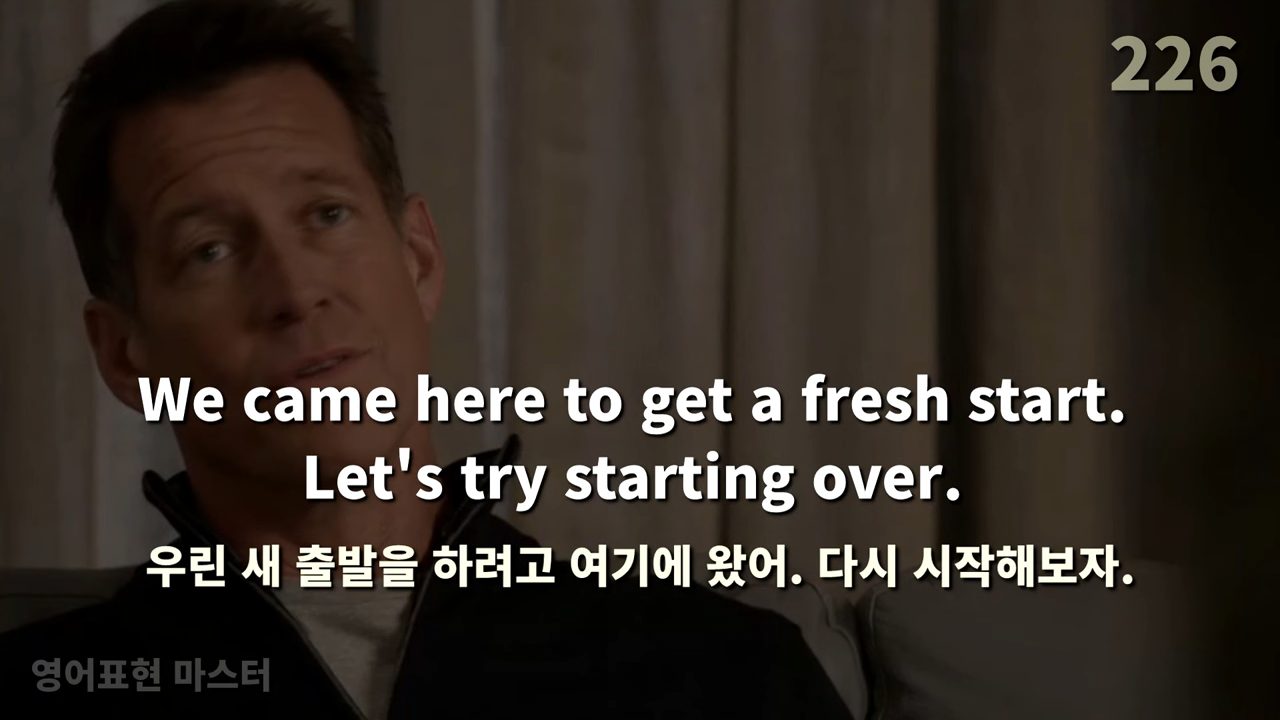 226
We came here to get a fresh start.
Let's try starting over.
우린 새 출발을 하려고 여기에 왔어. 다시 시작해보자.
영어표현 마스터